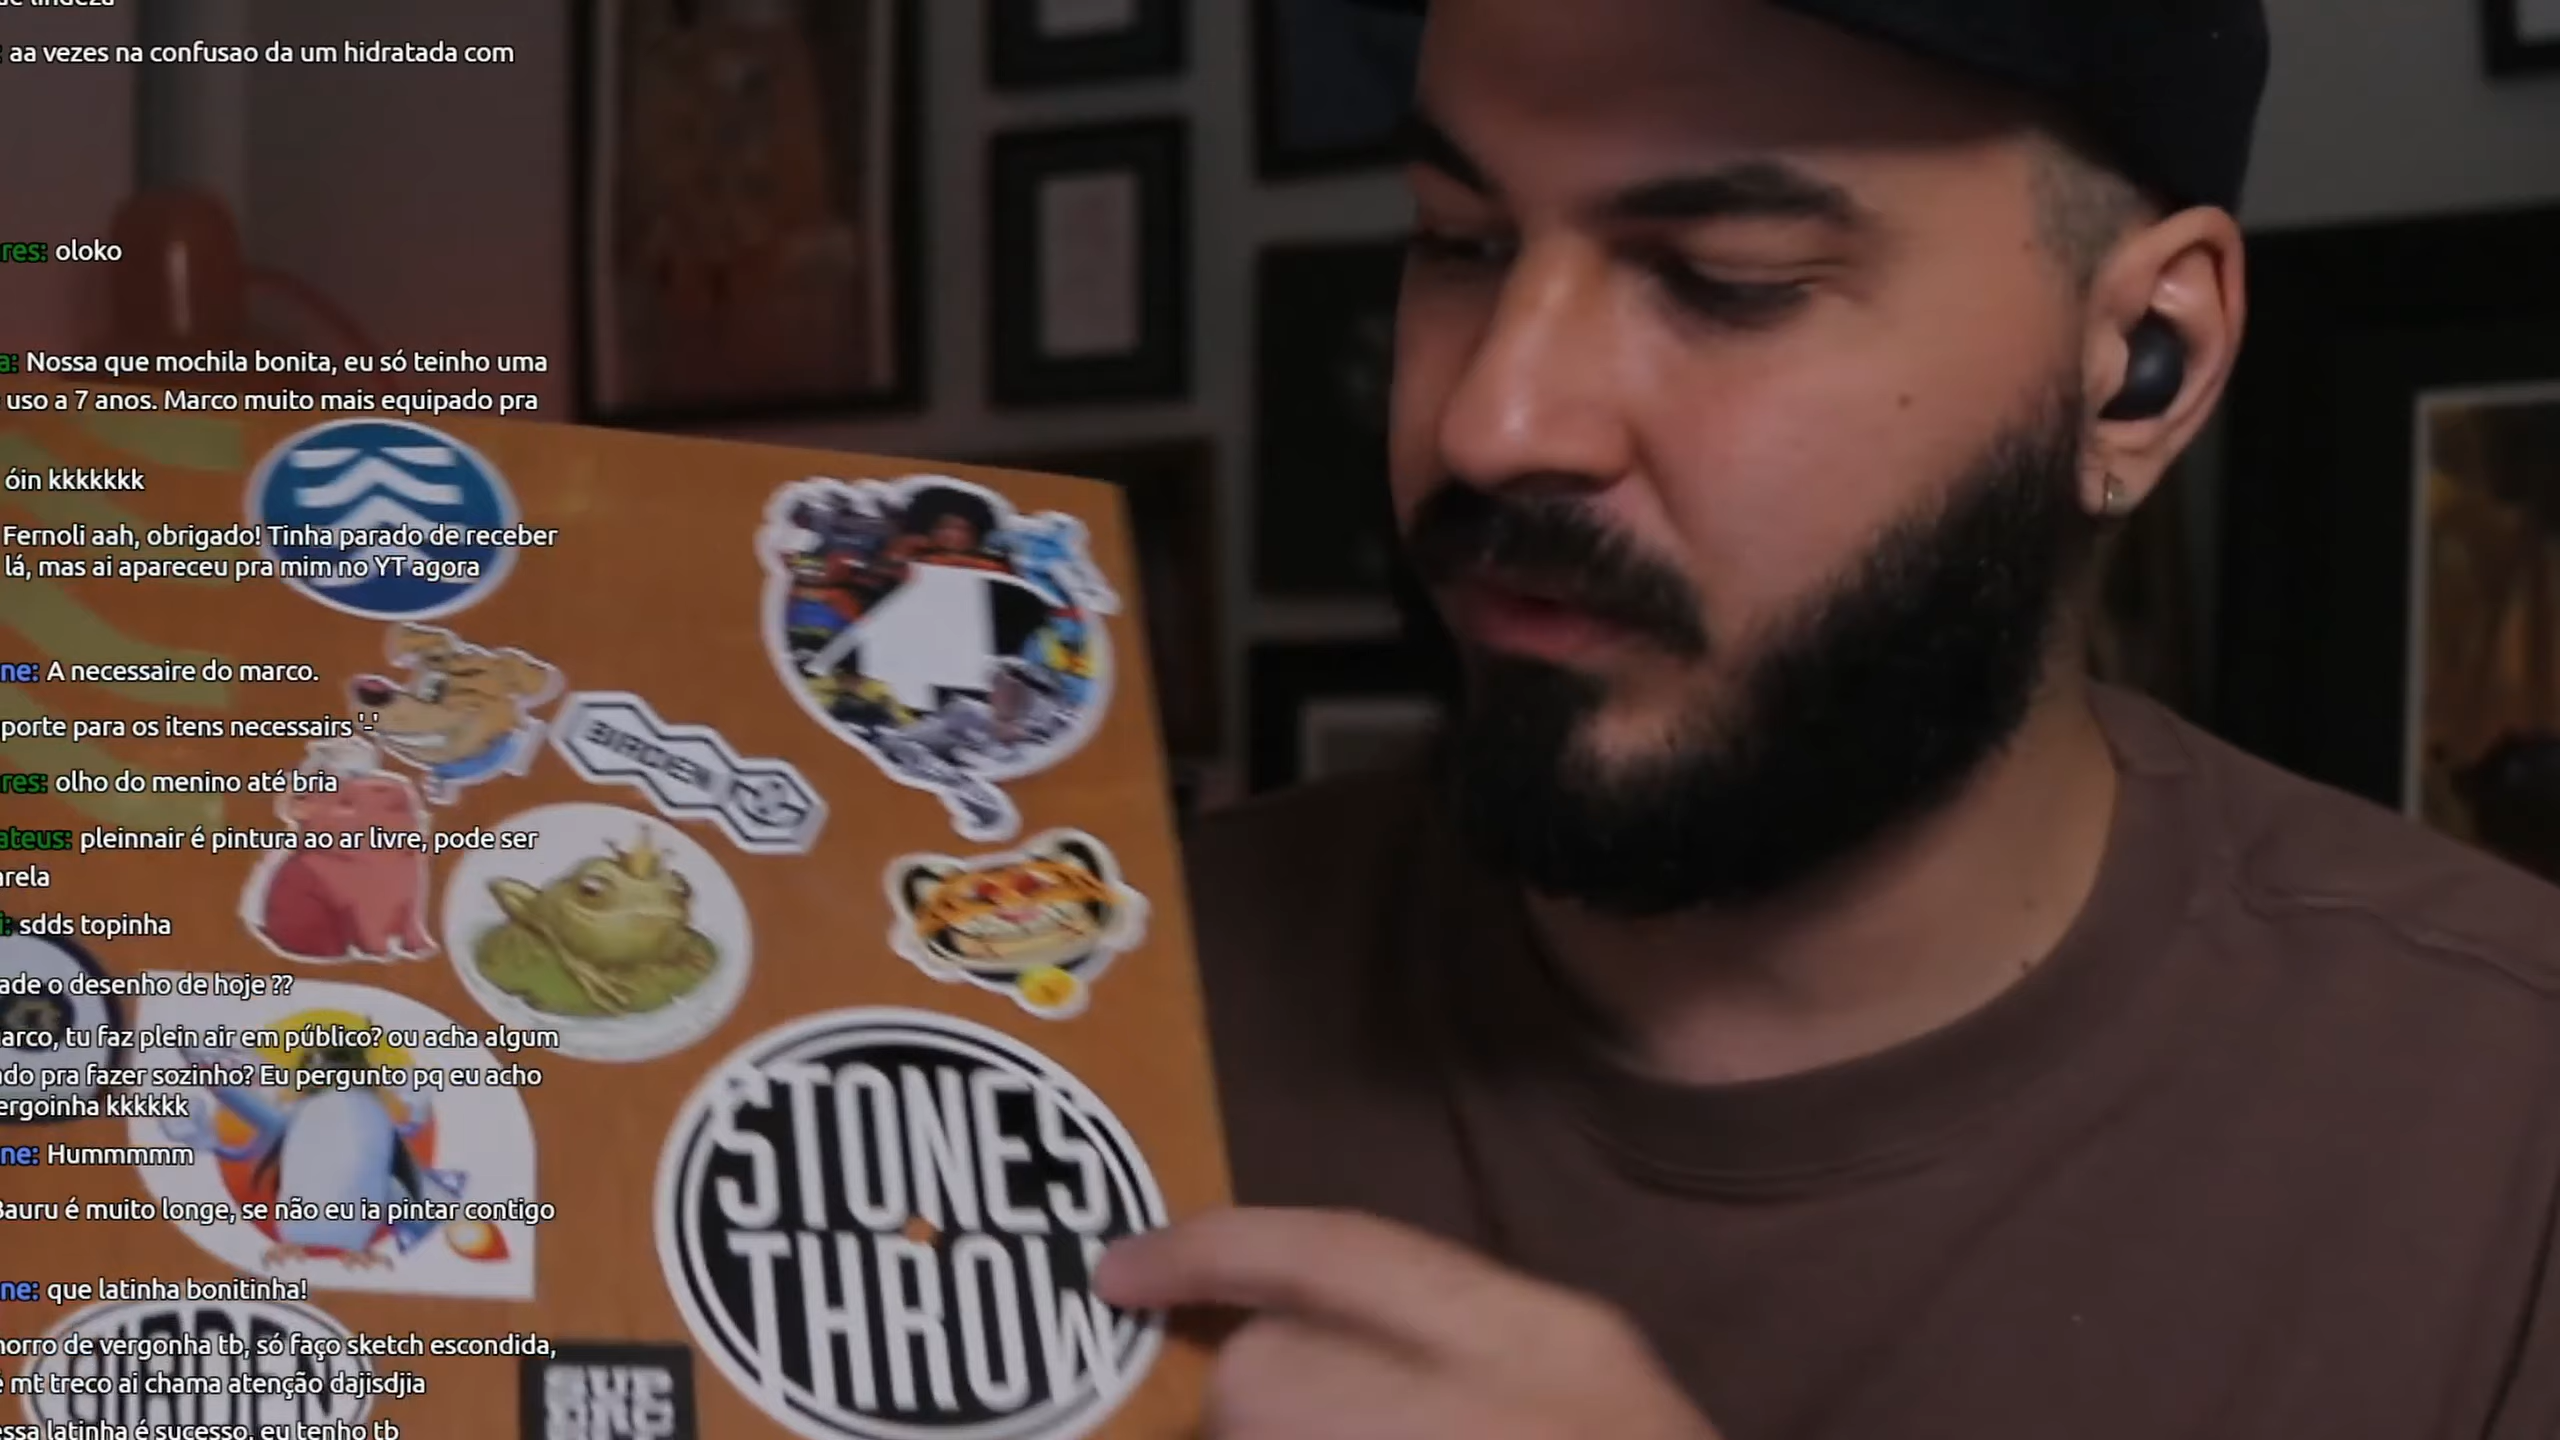 aa vezes na confusao da um hidratada com
res: oloko
a: Nossa que mochila bonita, eu só teinho uma
uso a 7 anos. Marco muito mais equipado pra
óin kkkkkkk
Fernoli aah, obrigado! Tinha parado de receber
lá, mas ai apareceu pra mim no YT agora
ne: A necessaire do marco.
porte para os itens necessairs '-'
res: olho do menino até bria
ateus: pleinnair é pintura ao ar livre, pode ser
arela
i: sdds topinha
ade o desenho de hoje ??
arco, tu faz plein air em público? ou acha algum
do pra fazer sozinho? Eu pergunto pq eu acho
ergoinha kkkkkk
ne: Hummmmm
Bauru é muito longe, se não eu ia pintar contigo
ne: que latinha bonitinha!
orro de vergonha tb, só faço sketch escondida,
mt treco ai chama atenção dajisdjia
ssa latinha é sucesso, eu tenho tb
BIRDEN
STONES
THROW
BIRDEN